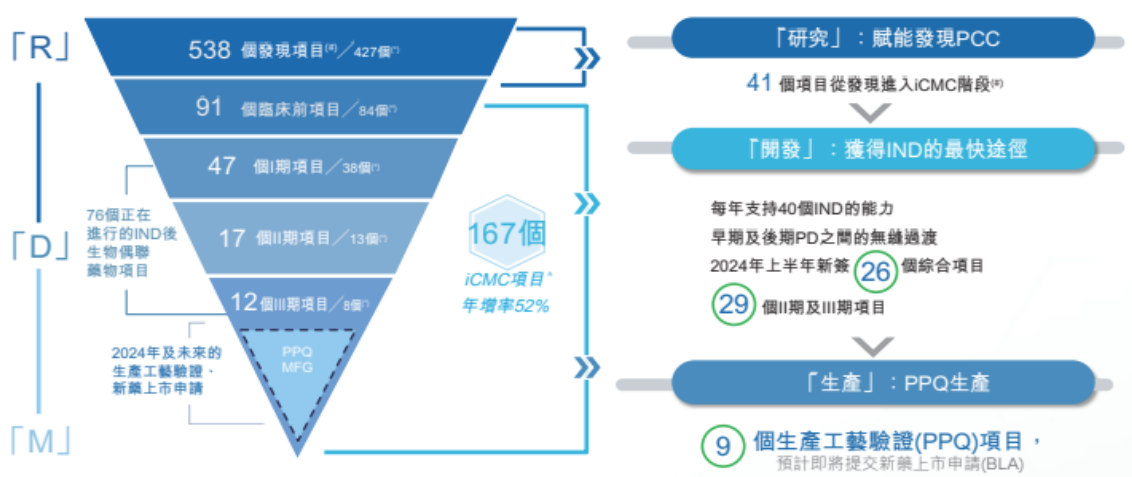 「R」
538 個發現項目(#)／427個(*)
91 個臨床前項目／84個(*)
47 個I期項目／38個(*)
76個正在
進行的IND後
生物偶聯
藥物項目
「D」
17 個II期項目／13個(*)
12個III期項目／8個(*)
2024年及未來的
生產工藝驗證、
新藥上市申請
PPQ
MFG
「M」
167個
iCMC項目^
年增率52%
「研究」：賦能發現PCC
41 個項目從發現進入iCMC階段(#)
「開發」：獲得IND的最快途徑
每年支持40個IND的能力
早期及後期PD之間的無縫過渡
2024年上半年新簽 26 個綜合項目
29 個II期及III期項目
「生產」：PPQ生產
9 個生產工藝驗證(PPQ)項目，
預計即將提交新藥上市申請(BLA)